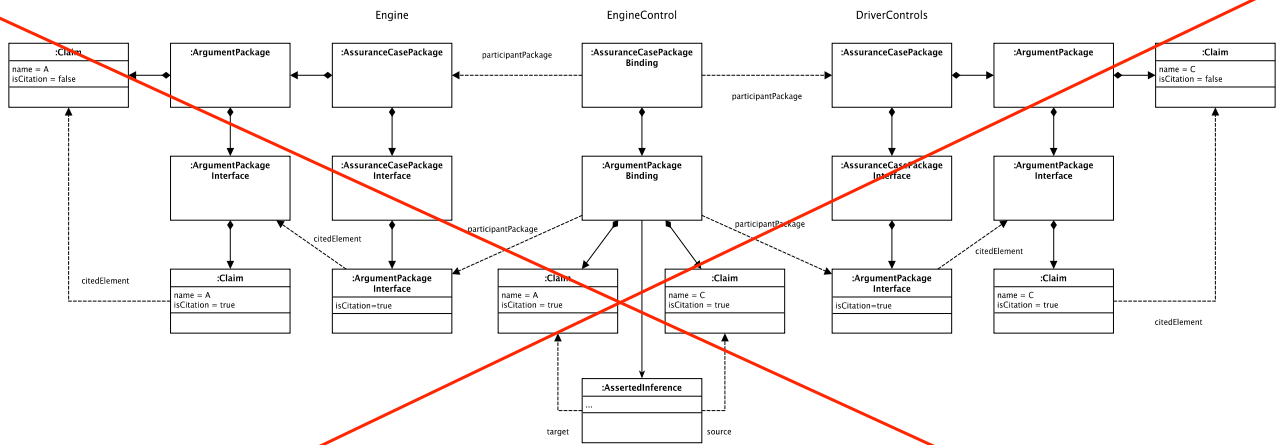 Engine
EngineControl
DriverControls
:Claim
name = A
isCitation = false
:ArgumentPackage
:AssuranceCasePackage
participantPackage
:AssuranceCasePackage
Binding
participantPackage
:AssuranceCasePackage
:ArgumentPackage
:Claim
name = C
isCitation = false
:ArgumentPackage
Interface
:AssuranceCasePackage
Interface
:ArgumentPackage
Binding
:AssuranceCasePackage
Interface
:ArgumentPackage
Interface
citedElement
participantPackage
participantPackage
citedElement
citedElement
:Claim
name = A
isCitation = true
:ArgumentPackage
Interface
isCitation=true
:Claim
name = A
isCitation = true
:Claim
name = C
isCitation = true
:ArgumentPackage
Interface
isCitation=true
:Claim
name = C
isCitation = true
citedElement
:AssertedInference
...
target
source